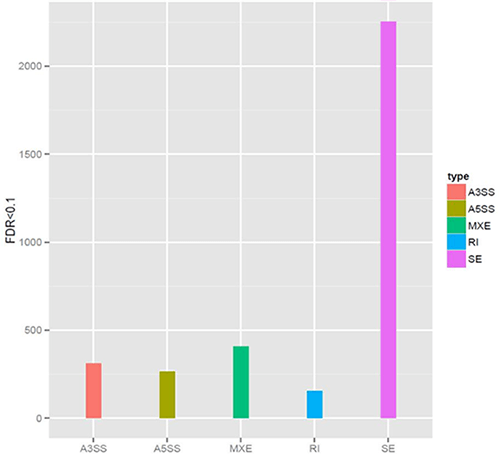 2000
1500
1000
500
0
FDR<0.1
A3SS A5SS MXE RI SE
type
A3SS
A5SS
MXE
RI
SE